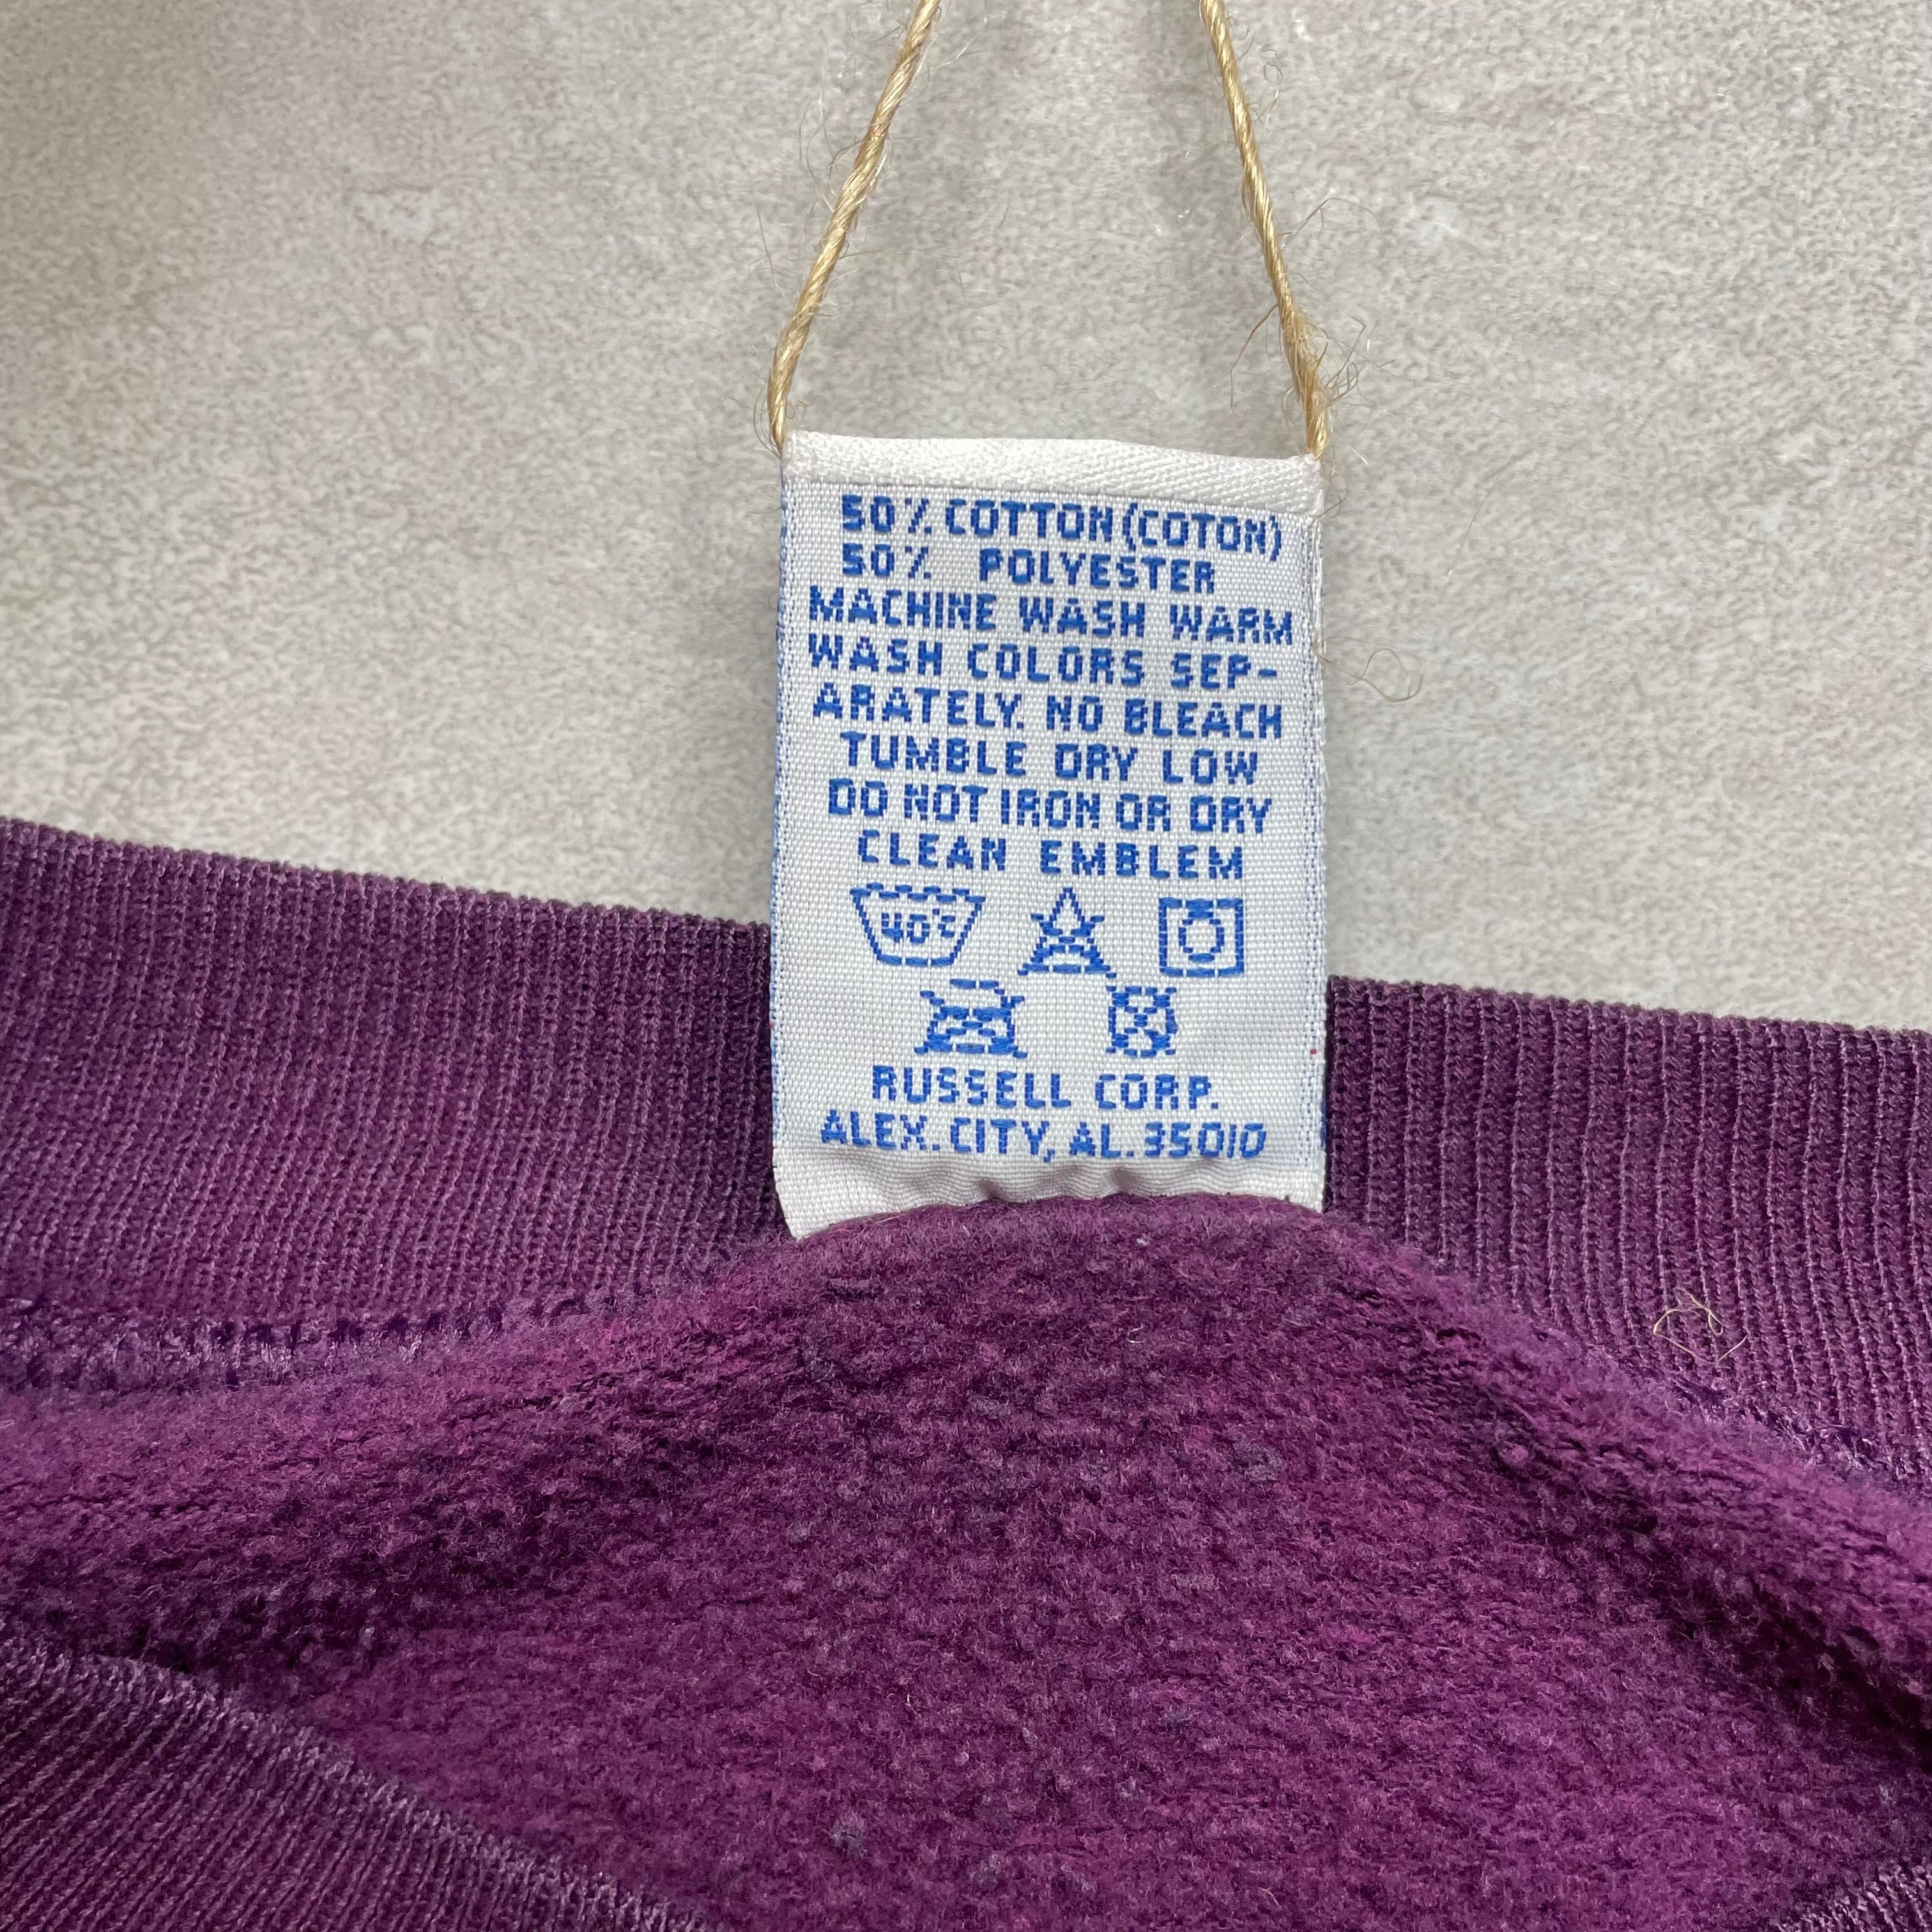 50% COTTON (COTON)
50% POLYESTER
MACHINE WASH WARM
WASH COLORS SEP-
ARATELY. NO BLEACH
TUMBLE DRY LOW
DO NOT IRON OR DRY
CLEAN EMBLEM
40°C
RUSSELL CORP.
ALEX. CITY, AL. 35010